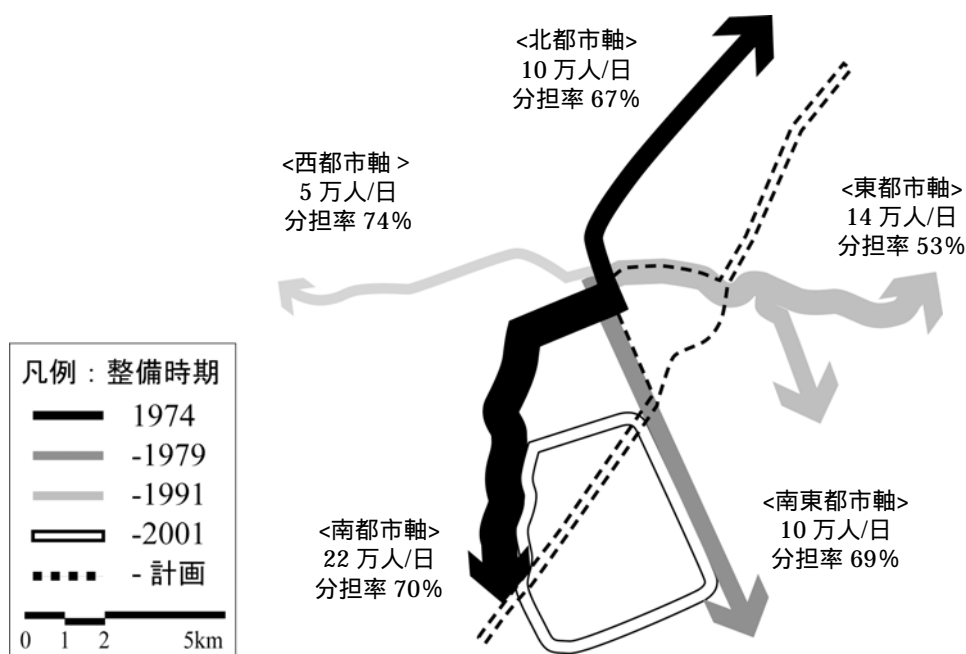 <北都市軸>
10 万人/日
分担率 67%
<西都市軸 >
5 万人/日
分担率 74%
<東都市軸>
14 万人/日
分担率 53%
凡例 : 整備時期
1974
-1979
-1991
-2001
- 計画
0 1 2 5km
<南都市軸>
22 万人/日
分担率 70%
<南東都市軸>
10 万人/日
分担率 69%